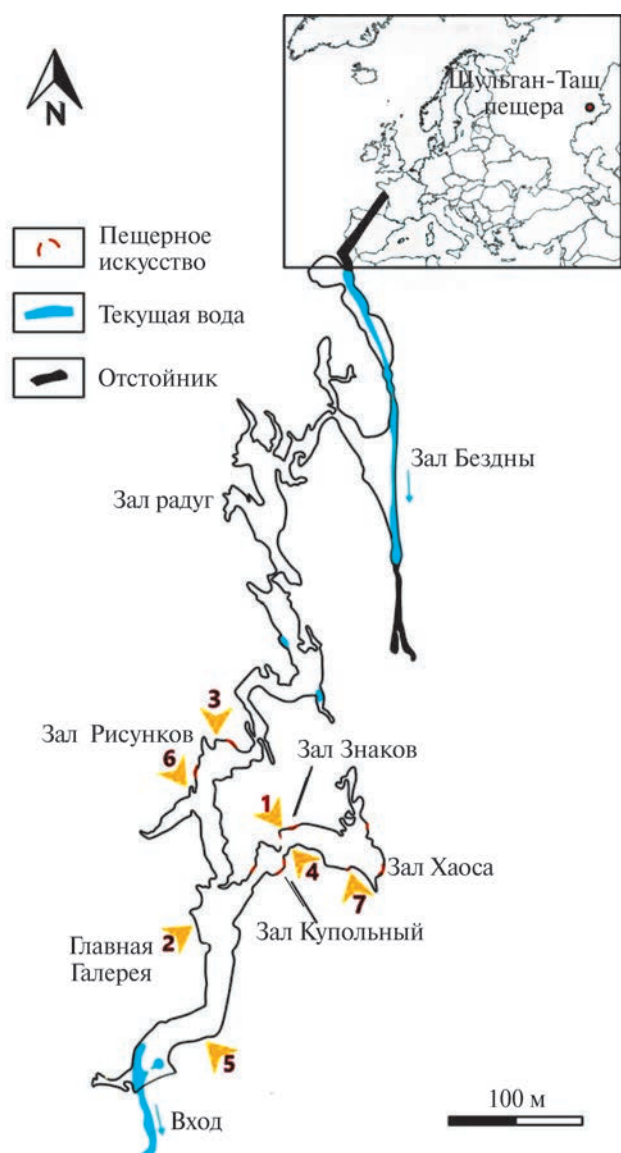 Шульган-Таш
пещера
N
Пещерное
искусство
Текущая вода
Отстойник
Зал Бездны
Зал радуг
3
Зал Рисунков
6
Зал Знаков
1
4
7
Зал Хаоса
2
Зал Купольный
Главная
Галерея
5
100 м
Вход